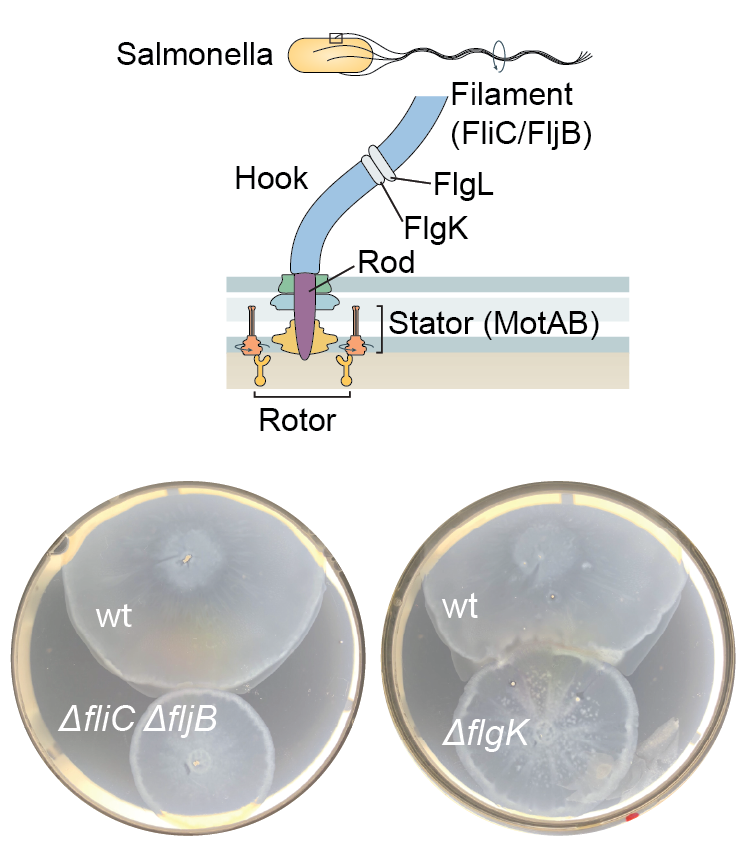 Salmonella
Filament
(FliC/FljB)
Hook
FlgL
FlgK
Rod
Stator (MotAB)
Rotor
wt
ΔfliC ΔfljB
wt
ΔflgK